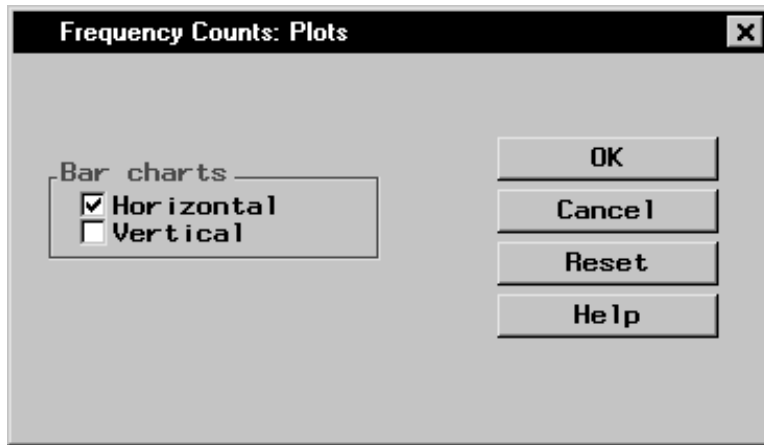 Frequency Counts: Plots
Bar charts
Horizontal
Vertical
OK
Cancel
Reset
Help